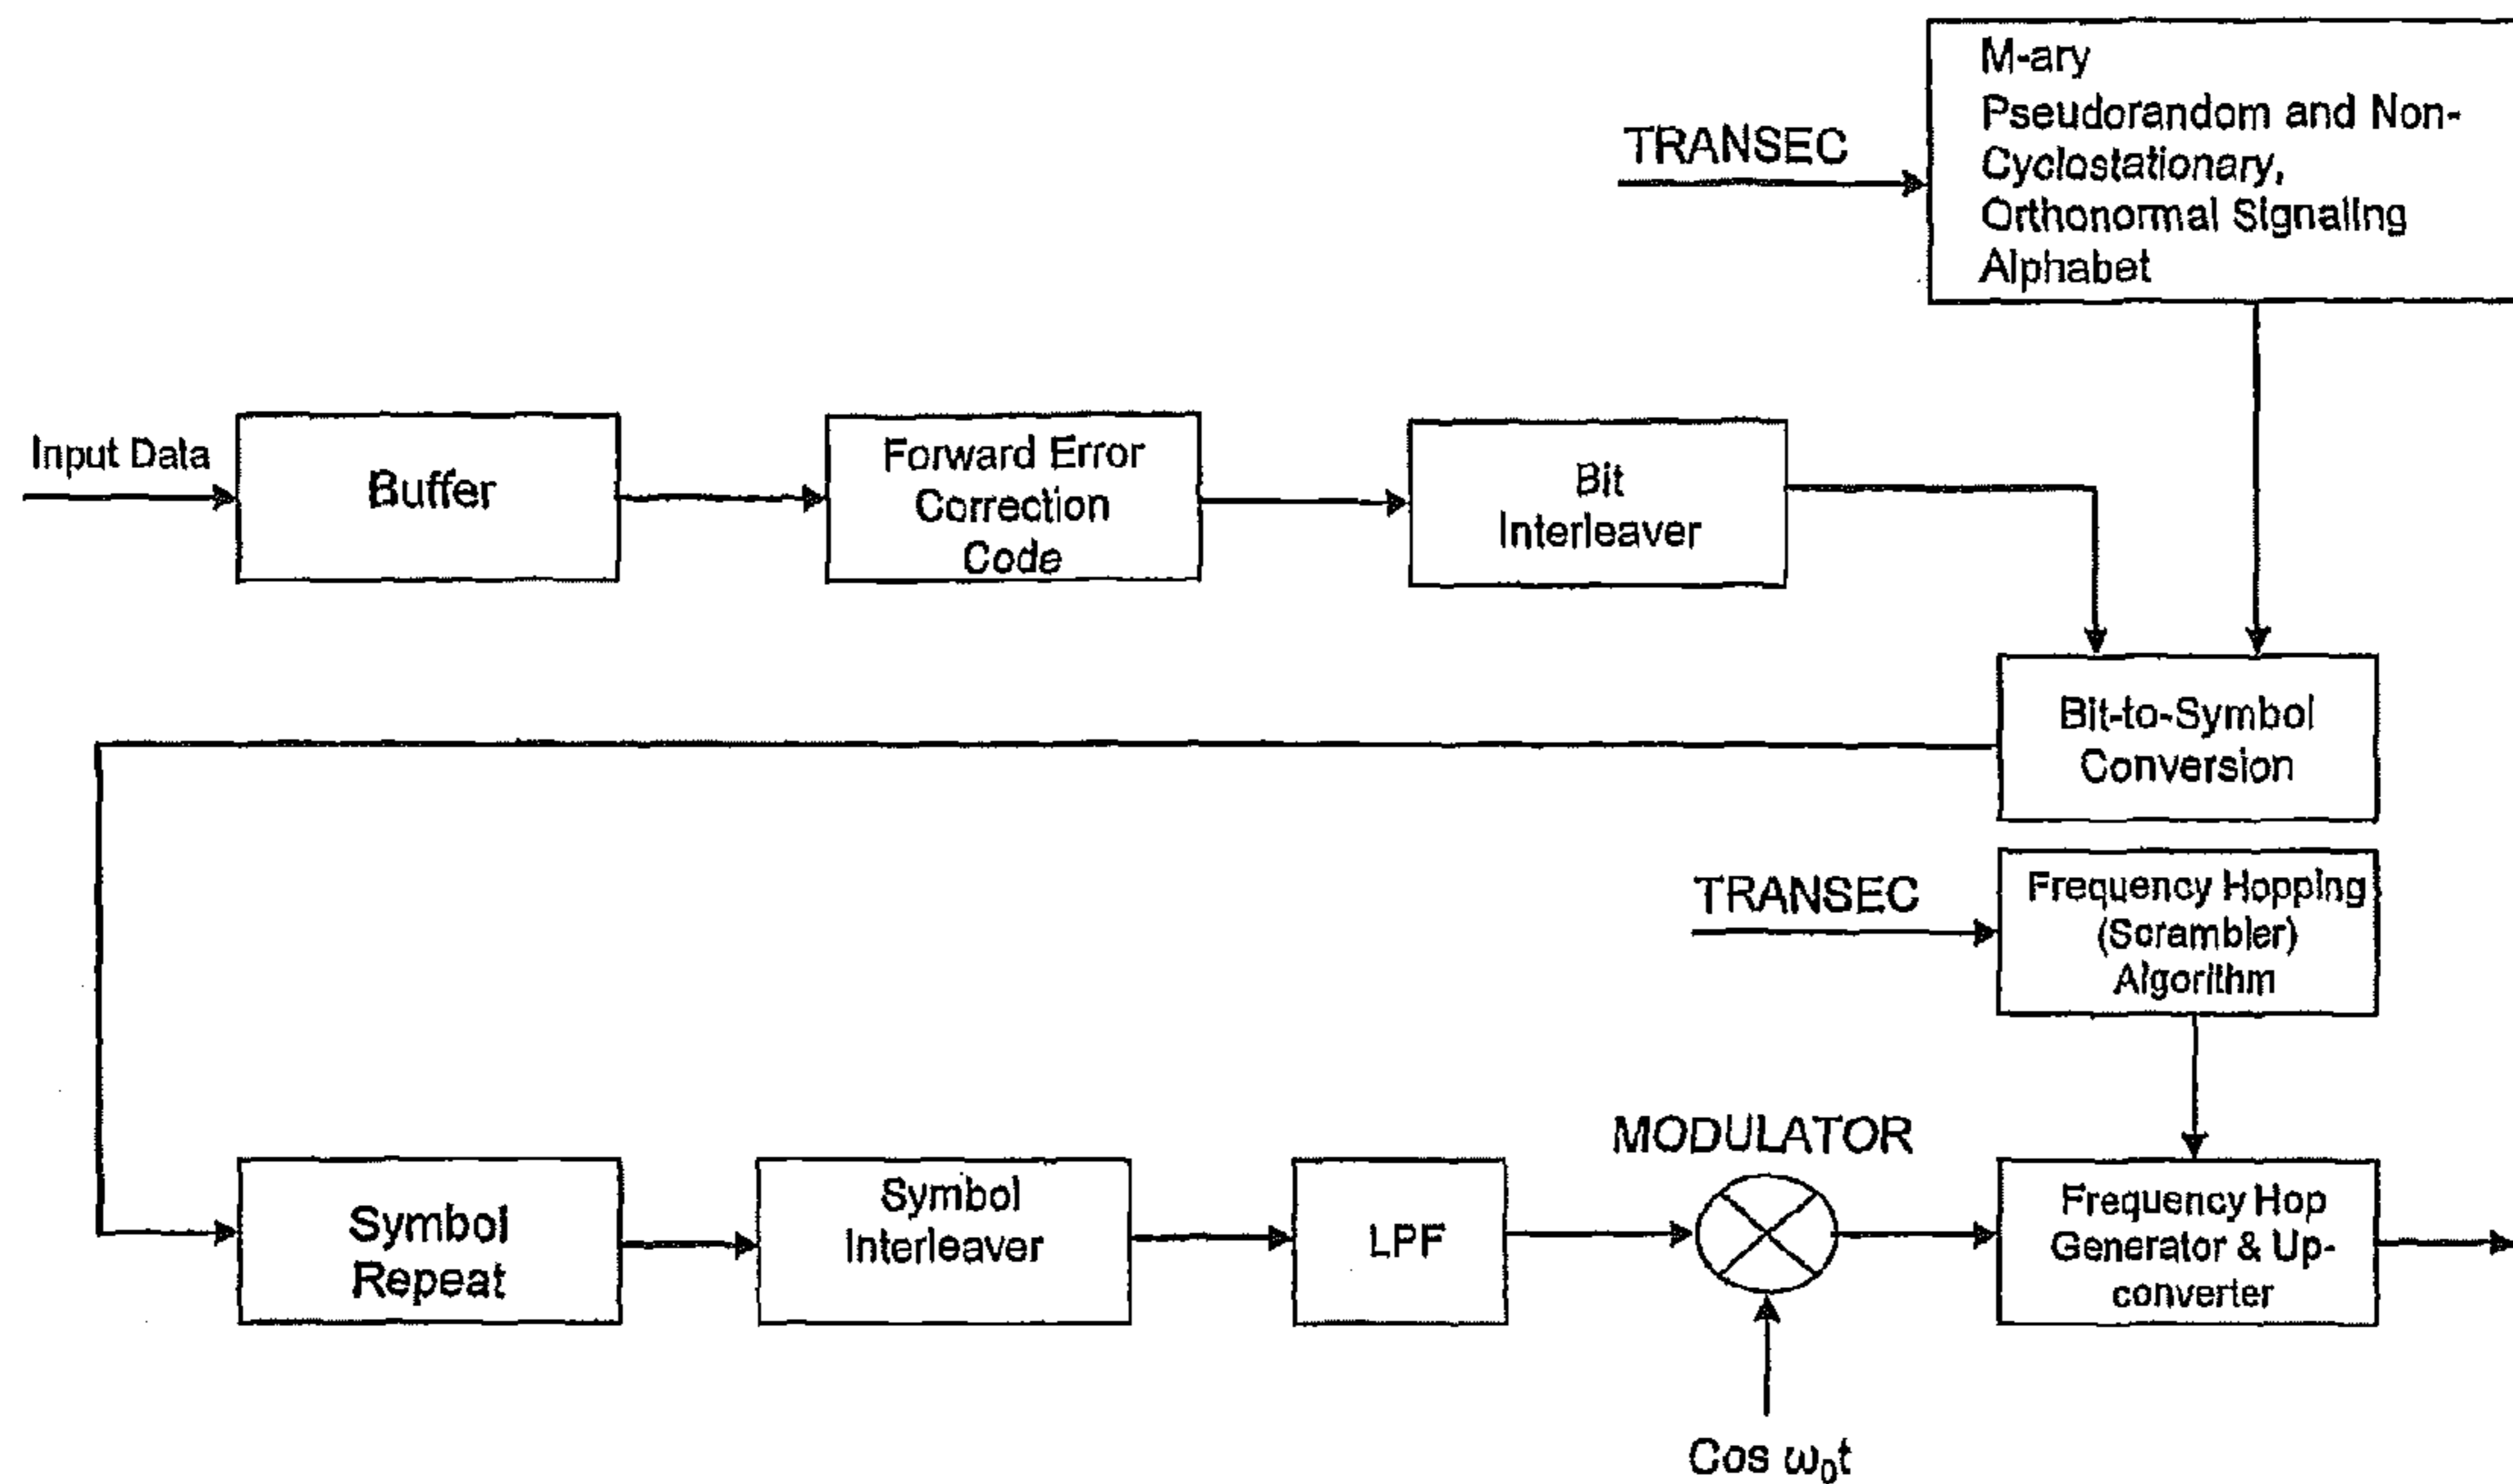 M-ary
Pseudorandom and Non-
Cyclostationary,
Orthonormal Signaling
Alphabet
TRANSEC
Input Data
Buffer
Forward Error
Correction
Code
Bit
Interleaver
Bit-to-Symbol
Conversion
TRANSEC
Frequency Hopping
(Scrambler)
Algorithm
MODULATOR
Symbol
Repeat
Symbol
Interleaver
LPF
Frequency Hop
Generator & Up-
converter
Cos ω₀t